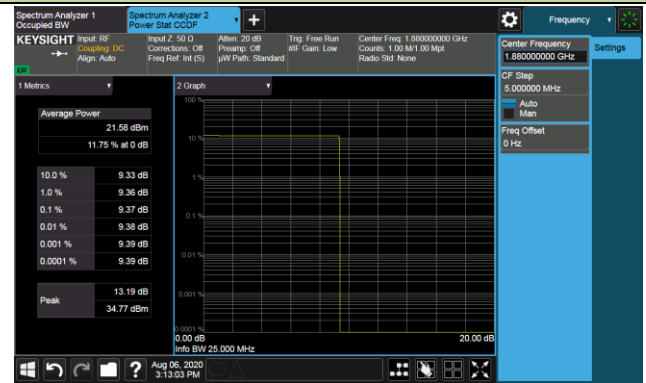 Spectrum Analyzer 1
Occupied BW
Spectrum Analyzer 2
Power Stat CCDF
Frequency
KEYSIGHT
Input: RF
Coupling: DC
Align: Auto
Input Z: 50 Ω
Corrections: Off
Freq Ref: Int (S)
Atten: 20 dB
Preamp: Off
µW Path: Standard
Trig: Free Run
#IF Gain: Low
Center Freq: 1.880000000 GHz
Counts: 1.00 M/1.00 Mpt
Radio Std: None
Center Frequency
1.880000000 GHz
Settings
CF Step
5.000000 MHz
Auto
Man
Freq Offset
0 Hz
1 Metrics
2 Graph
Average Power
21.58 dBm
11.75 % at 0 dB
10.0 % 9.33 dB
1.0 % 9.36 dB
0.1 % 9.37 dB
0.01 % 9.38 dB
0.001 % 9.39 dB
0.0001 % 9.39 dB
Peak
13.19 dB
34.77 dBm
100 %
10 %
1 %
0.1 %
0.01 %
0.001 %
0.0001 %
0.00 dB 20.00 dB
Info BW 25.000 MHz
Aug 06, 2020
3:13:03 PM